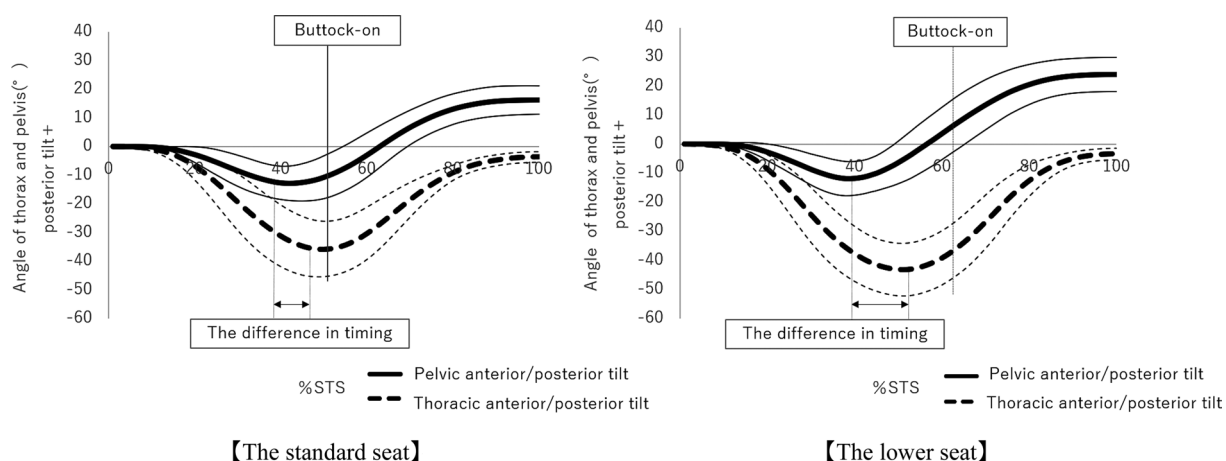 Buttock-on
Angle of thorax and pelvis(°)
posterior tilt+
40
30
20
10
0
-10
-20
-30
-40
-50
-60
0
20
40
60
80
100
The difference in timing
%STS
Pelvic anterior/posterior tilt
Thoracic anterior/posterior tilt
【The standard seat】
Buttock-on
Angle of thorax and pelvis(°)
posterior tilt+
40
30
20
10
0
-10
-20
-30
-40
-50
-60
0
20
40
60
80
100
The difference in timing
%STS
Pelvic anterior/posterior tilt
Thoracic anterior/posterior tilt
【The lower seat】